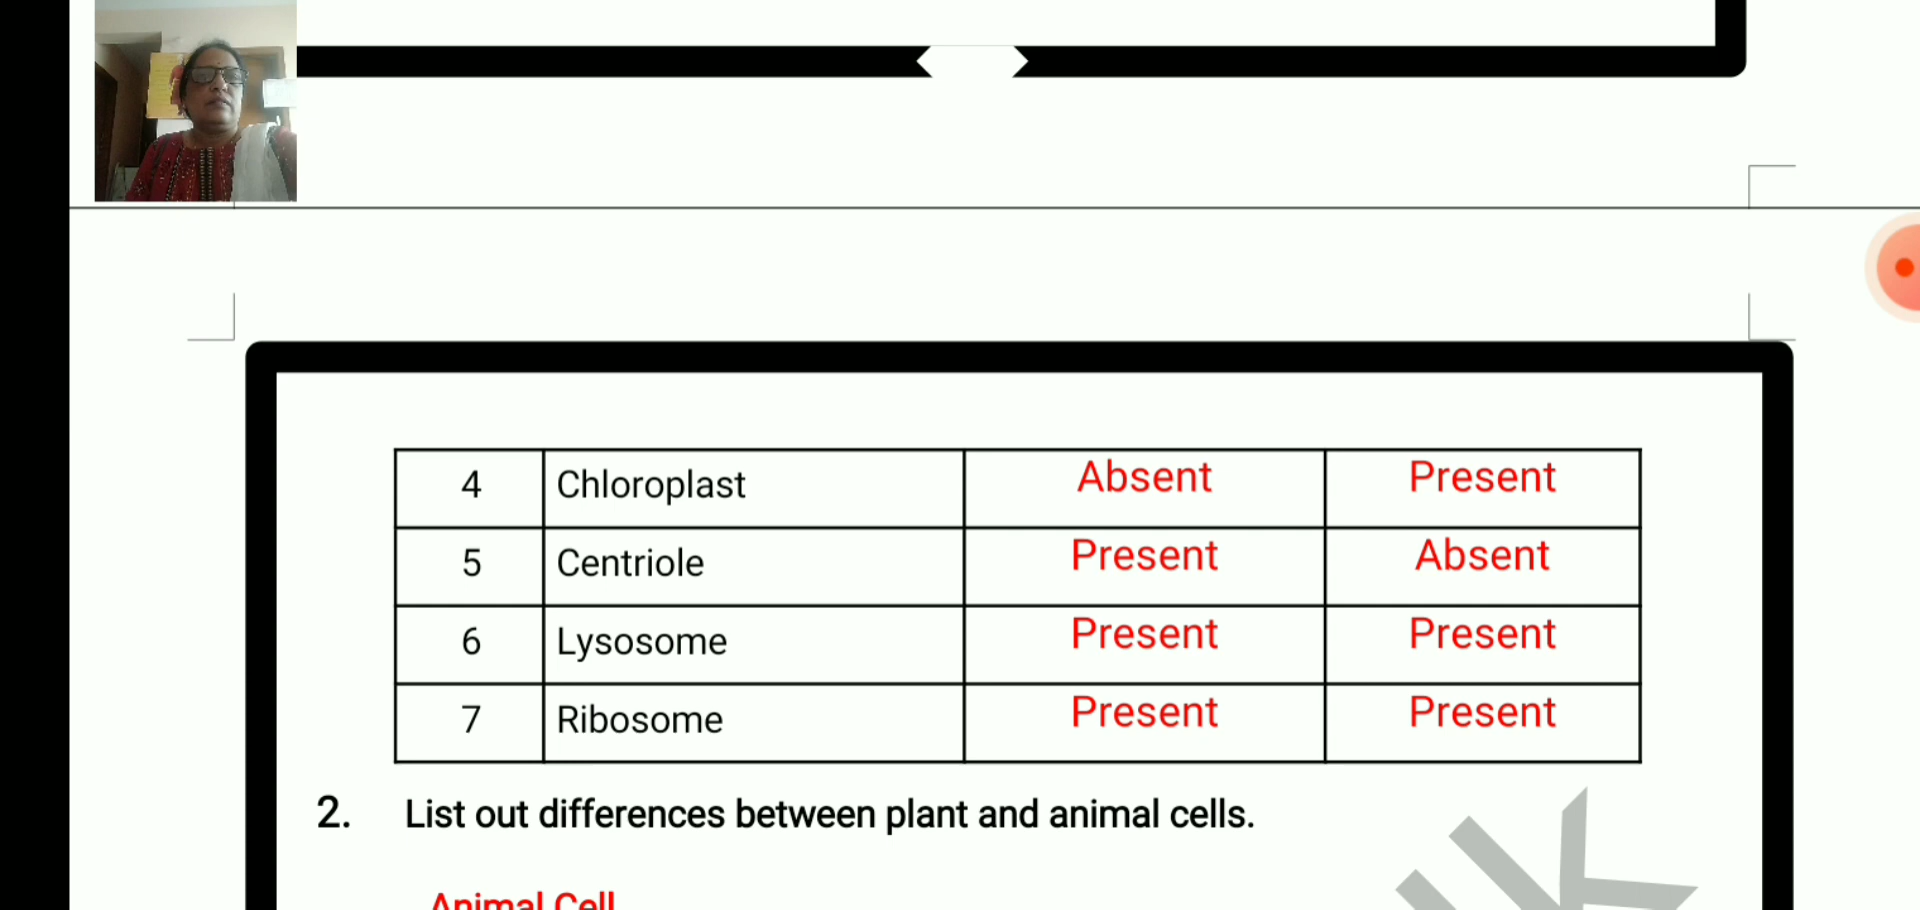 4 Chloroplast Absent Present
5 Centriole Present Absent
6 Lysosome Present Present
7 Ribosome Present Present
2. List out differences between plant and animal cells.
Animal Cell